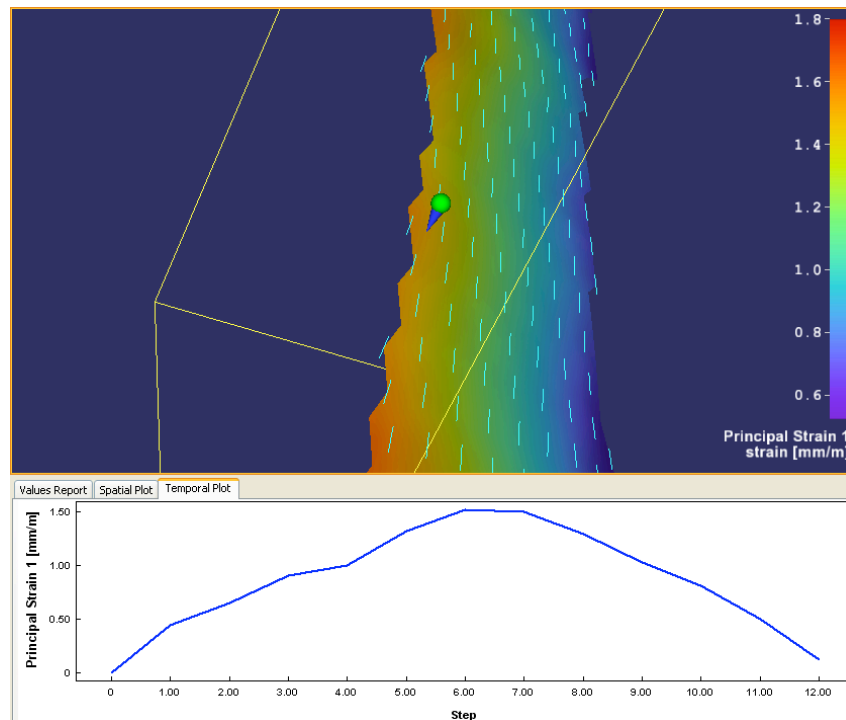 1.8
1.6
1.4
1.2
1.0
0.8
0.6
Principal Strain 1
strain [mm/m]
Values Report Spatial Plot Temporal Plot
Principal Strain 1 [mm/m]
1.50
1.00
0.50
0
0 1.00 2.00 3.00 4.00 5.00 6.00 7.00 8.00 9.00 10.00 11.00 12.00
Step